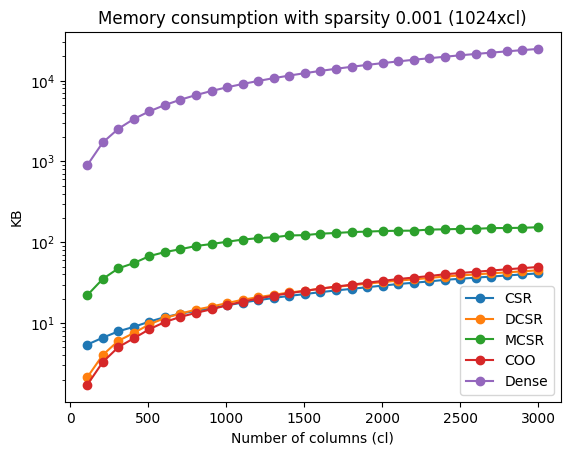 Memory consumption with sparsity 0.001 (1024xcl)
KB
10^4
10^3
10^2
10^1
0 500 1000 1500 2000 2500 3000
Number of columns (cl)
CSR
DCSR
MCSR
COO
Dense